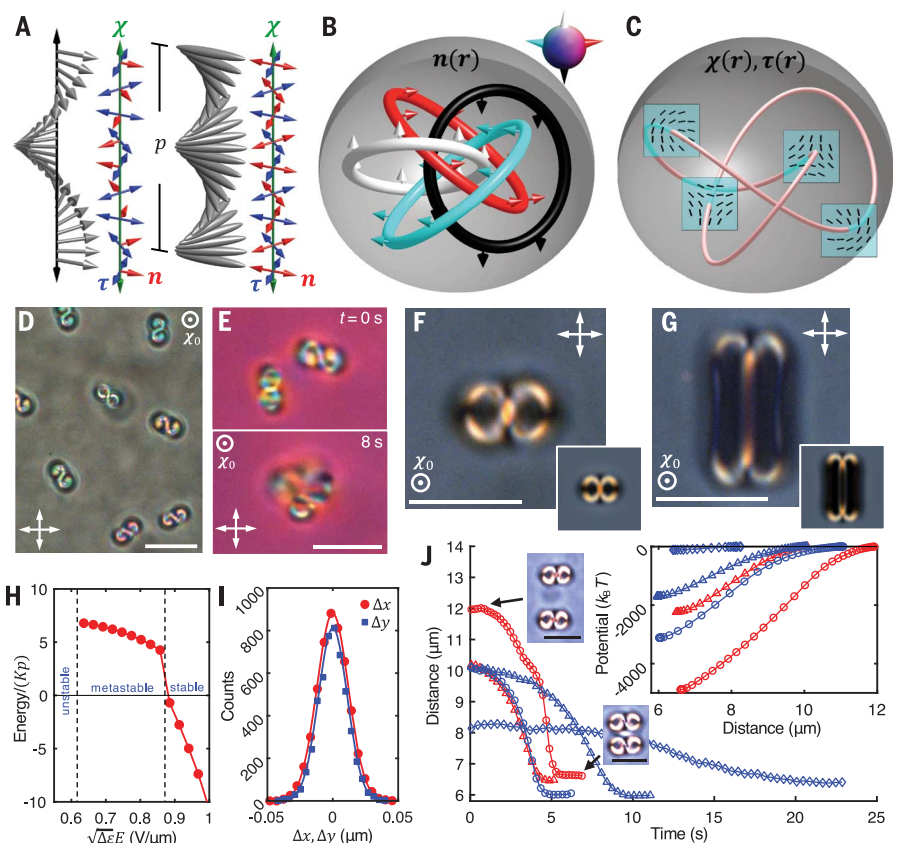 A
χ
p
τ
n
χ
τ
n
B
n(r)
C
χ(r), τ(r)
D
χ₀
E
t = 0 s
8 s
χ₀
F
χ₀
G
χ₀
H
10
5
0
-5
-10
Energy/(Kp)
unstable
metastable
stable
0.6 0.7 0.8 0.9 1
√Δε̅E (V/µm)
I
1000
800
600
400
200
0
Counts
Δx
Δy
-0.05 0 0.05
Δx, Δy (µm)
J
14
13
12
11
10
9
8
7
6
Distance (µm)
0 5 10 15 20 25
Time (s)
0
-2000
-4000
Potential (k_BT)
6 8 10 12
Distance (µm)